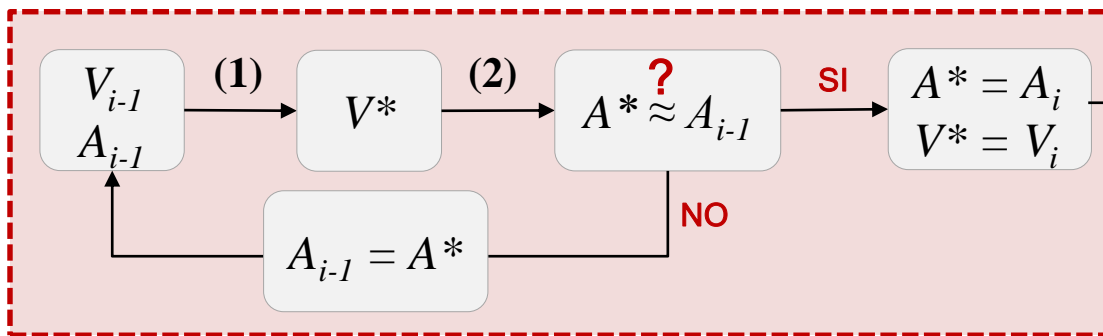 V_{i-1}
A_{i-1}
(1)
V*
(2)
?
A* ≈ A_{i-1}
SI
A* = A_i
V* = V_i
NO
A_{i-1} = A*